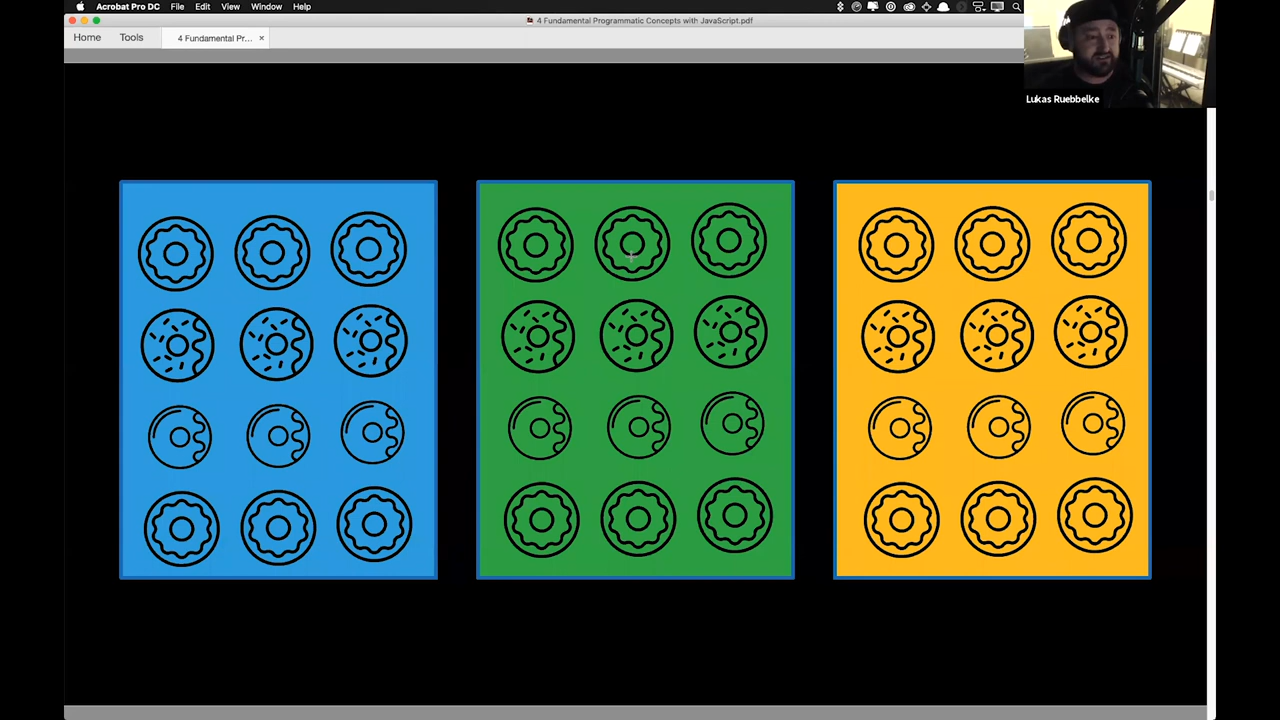 Acrobat Pro DC File Edit View Window Help
4 Fundamental Programmatic Concepts with JavaScript.pdf
Home Tools 4 Fundamental Pr... ×
Lukas Ruebbelke